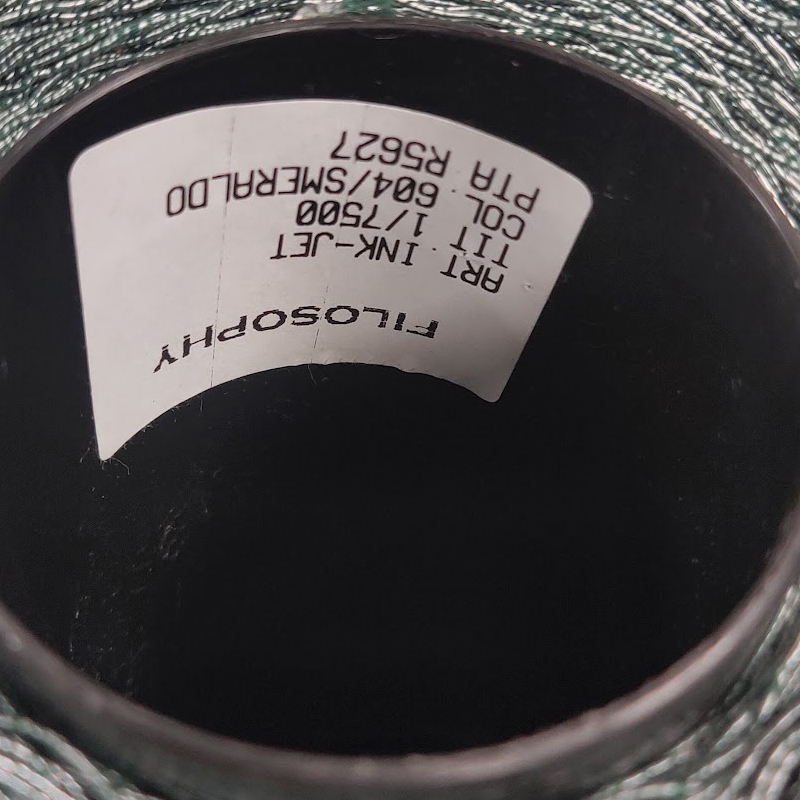 FILOSOPHY
ART INK-JET
TIT 1/7500
COL 604/SMERALDO
PTA R5627